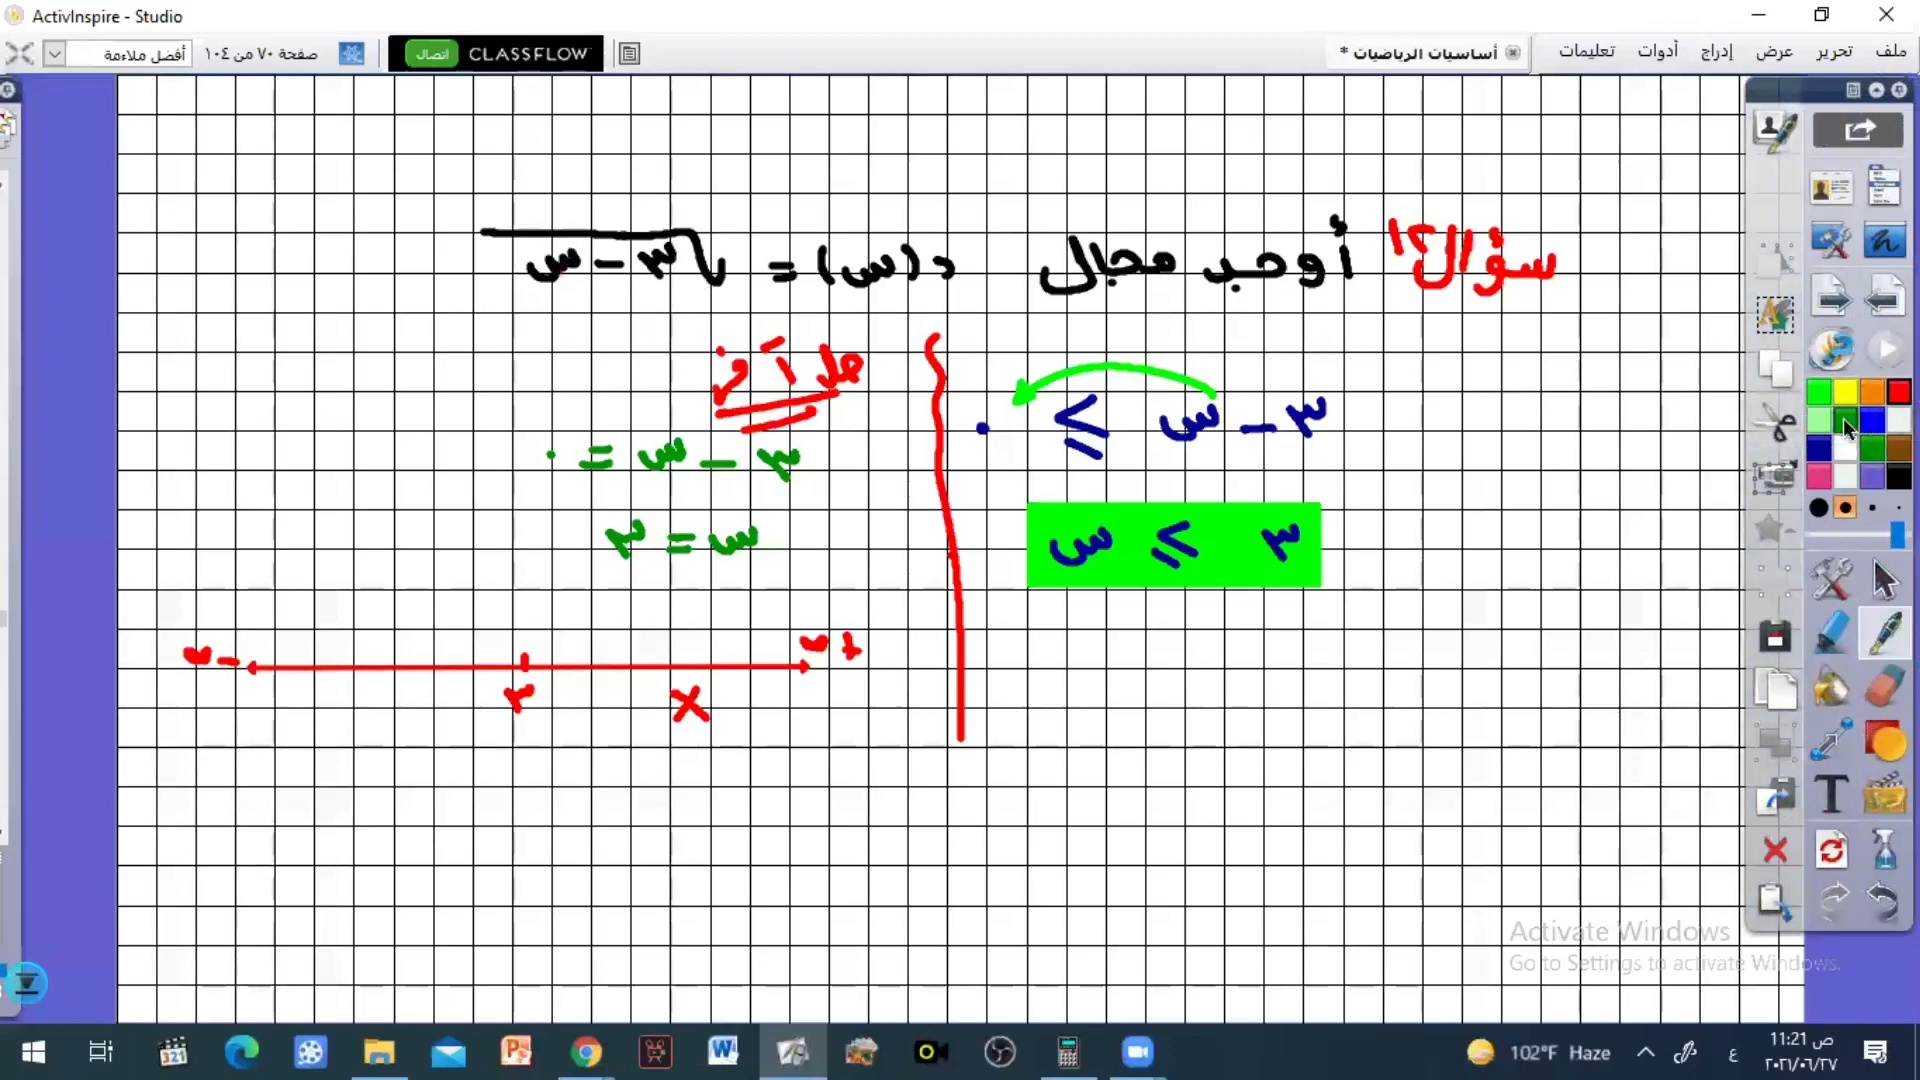 ActivInspire - Studio
ملف تحرير عرض إدراج أدوات تعليمات
أساسيات الرياضيات *
CLASSFLOW اتصال
صفحة ٧٠ من ١٠٤
أفضل ملاءمة
سؤال١٢ أوجد مجال د(س) = √٣-س
٣ - س ≥ ٠
٣ ≥ س
حل آخر
٣ - س = ٠
س = ٣
٣
Activate Windows
Go to Settings to activate Windows.
321
102°F Haze
ع
11:21 ص
٢٠٢١/٠٦/٢٧